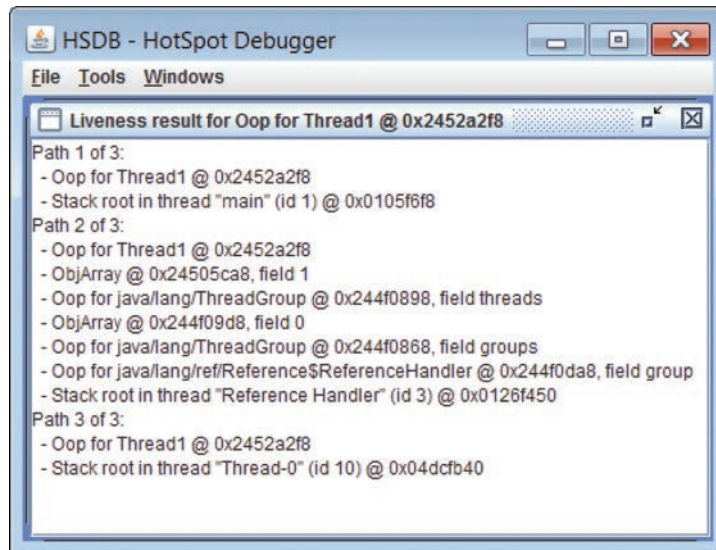 HSDB - HotSpot Debugger
File Tools Windows
Liveness result for Oop for Thread1 @ 0x2452a2f8
Path 1 of 3:
- Oop for Thread1 @ 0x2452a2f8
- Stack root in thread "main" (id 1) @ 0x0105f6f8
Path 2 of 3:
- Oop for Thread1 @ 0x2452a2f8
- ObjArray @ 0x24505ca8, field 1
- Oop for java/lang/ThreadGroup @ 0x244f0898, field threads
- ObjArray @ 0x244f09d8, field 0
- Oop for java/lang/ThreadGroup @ 0x244f0868, field groups
- Oop for java/lang/ref/Reference$ReferenceHandler @ 0x244f0da8, field group
- Stack root in thread "Reference Handler" (id 3) @ 0x0126f450
Path 3 of 3:
- Oop for Thread1 @ 0x2452a2f8
- Stack root in thread "Thread-0" (id 10) @ 0x04dcfb40